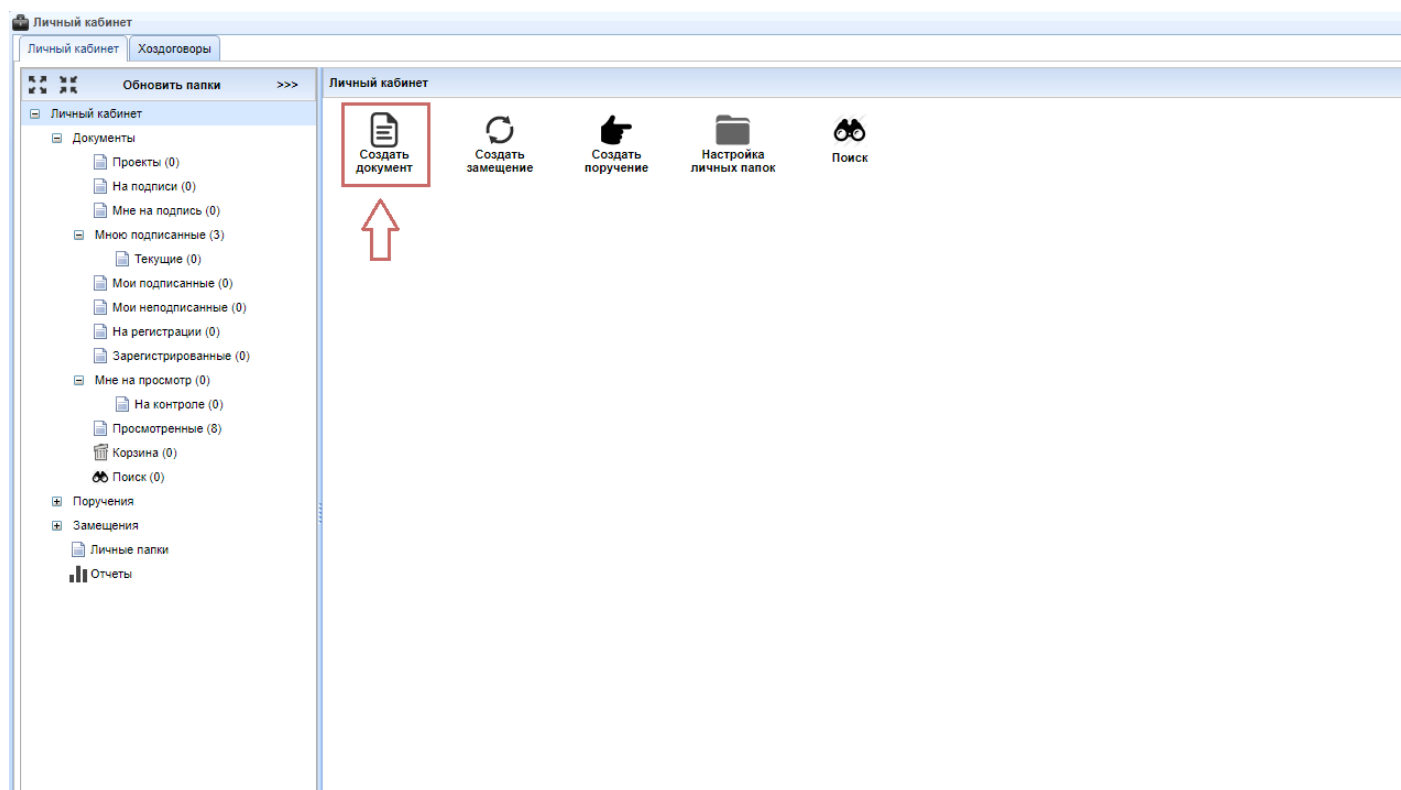 Личный кабинет
Личный кабинет
Хоздоговоры
Обновить папки >>>
Личный кабинет
Документы
Проекты (0)
На подписи (0)
Мне на подпись (0)
Мною подписанные (3)
Текущие (0)
Мои подписанные (0)
Мои неподписанные (0)
На регистрации (0)
Зарегистрированные (0)
Мне на просмотр (0)
На контроле (0)
Просмотренные (8)
Корзина (0)
Поиск (0)
Поручения
Замещения
Личные папки
Отчеты
Личный кабинет
Создать
документ
Создать
замещение
Создать
поручение
Настройка
личных папок
Поиск